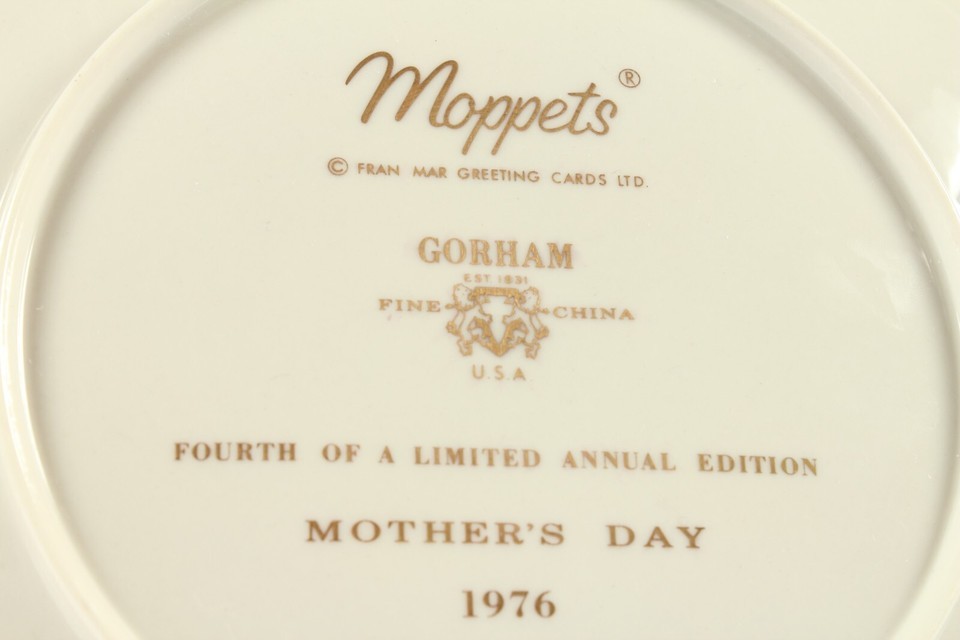 Moppets®
© FRAN MAR GREETING CARDS LTD.
GORHAM
EST 1831
FINE CHINA
U.S.A
FOURTH OF A LIMITED ANNUAL EDITION
MOTHER'S DAY
1976